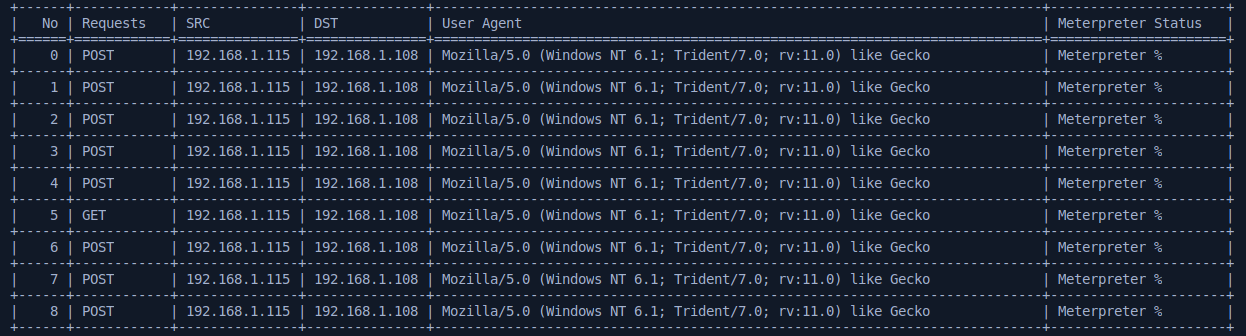 No | Requests | SRC | DST | User Agent | Meterpreter Status
0 | POST | 192.168.1.115 | 192.168.1.108 | Mozilla/5.0 (Windows NT 6.1; Trident/7.0; rv:11.0) like Gecko | Meterpreter %
1 | POST | 192.168.1.115 | 192.168.1.108 | Mozilla/5.0 (Windows NT 6.1; Trident/7.0; rv:11.0) like Gecko | Meterpreter %
2 | POST | 192.168.1.115 | 192.168.1.108 | Mozilla/5.0 (Windows NT 6.1; Trident/7.0; rv:11.0) like Gecko | Meterpreter %
3 | POST | 192.168.1.115 | 192.168.1.108 | Mozilla/5.0 (Windows NT 6.1; Trident/7.0; rv:11.0) like Gecko | Meterpreter %
4 | POST | 192.168.1.115 | 192.168.1.108 | Mozilla/5.0 (Windows NT 6.1; Trident/7.0; rv:11.0) like Gecko | Meterpreter %
5 | GET | 192.168.1.115 | 192.168.1.108 | Mozilla/5.0 (Windows NT 6.1; Trident/7.0; rv:11.0) like Gecko | Meterpreter %
6 | POST | 192.168.1.115 | 192.168.1.108 | Mozilla/5.0 (Windows NT 6.1; Trident/7.0; rv:11.0) like Gecko | Meterpreter %
7 | POST | 192.168.1.115 | 192.168.1.108 | Mozilla/5.0 (Windows NT 6.1; Trident/7.0; rv:11.0) like Gecko | Meterpreter %
8 | POST | 192.168.1.115 | 192.168.1.108 | Mozilla/5.0 (Windows NT 6.1; Trident/7.0; rv:11.0) like Gecko | Meterpreter %